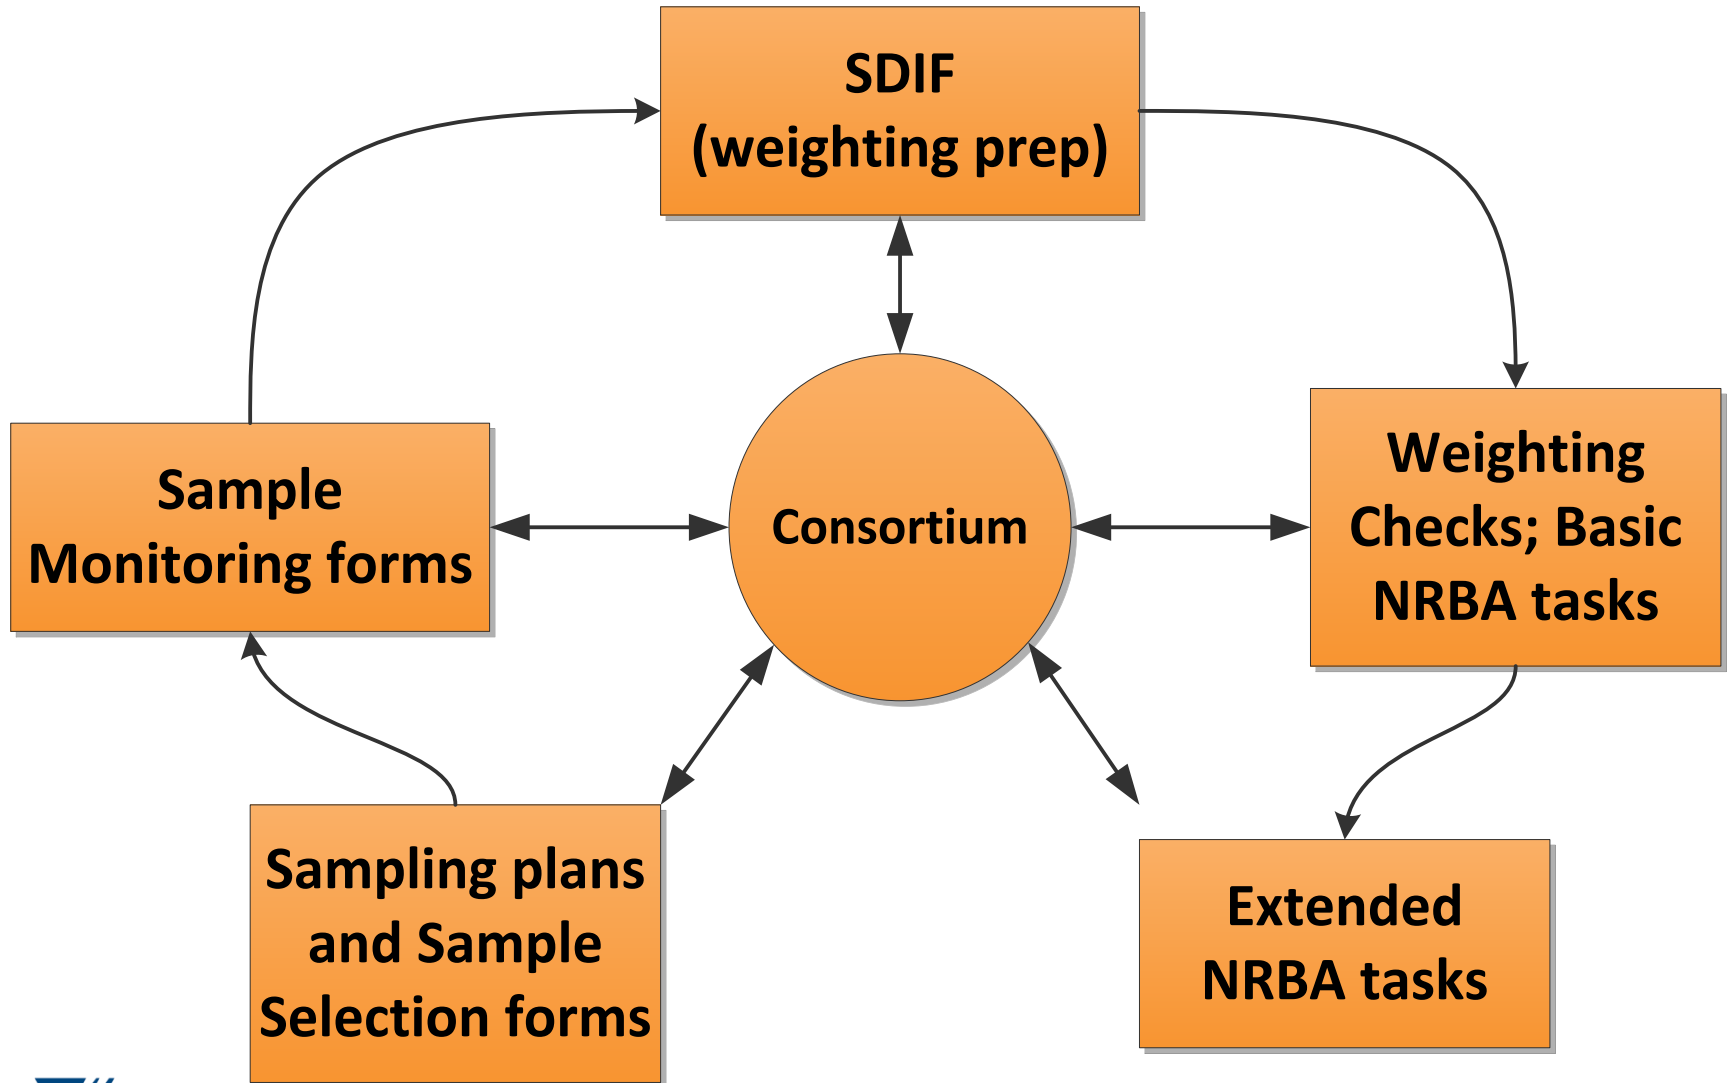 SDIF
(weighting prep)
Sample
Monitoring forms
Consortium
Weighting
Checks; Basic
NRBA tasks
Sampling plans
and Sample
Selection forms
Extended
NRBA tasks